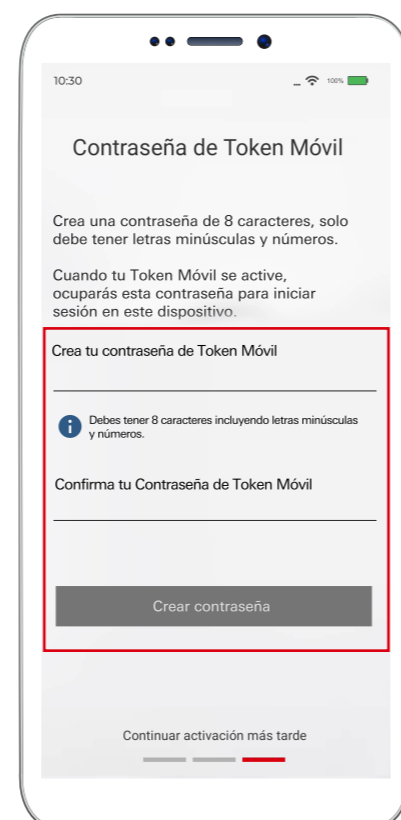 10:30
100%
Contraseña de Token Móvil
Crea una contraseña de 8 caracteres, solo
debe tener letras minúsculas y números.
Cuando tu Token Móvil se active,
ocuparás esta contraseña para iniciar
sesión en este dispositivo.
Crea tu contraseña de Token Móvil
Debes tener 8 caracteres incluyendo letras minúsculas
y números.
Confirma tu Contraseña de Token Móvil
Crear contraseña
Continuar activación más tarde